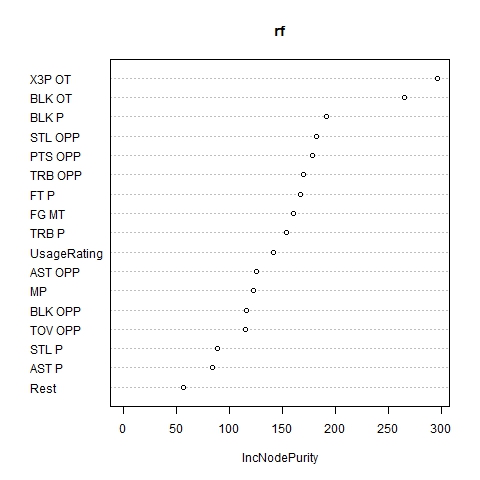 rf
X3P OT
BLK OT
BLK P
STL OPP
PTS OPP
TRB OPP
FT P
FG MT
TRB P
UsageRating
AST OPP
MP
BLK OPP
TOV OPP
STL P
AST P
Rest
0 50 100 150 200 250 300
IncNodePurity